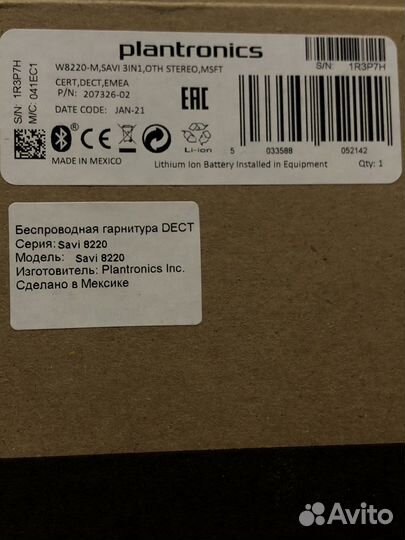 plantronics
W8220-M,SAVI 3IN1,OTH STEREO,MSFT
CERT,DECT,EMEA
P/N: 207326-02
DATE CODE: JAN-21
S/N: 1R3P7H
M/C: 041EC1
EAC
S/N: 1R3P7H
CE
Li-ion
MADE IN MEXICO
Lithium Ion Battery Installed in Equipment
5 033588 052142
Qty: 1
Беспроводная гарнитура DECT
Серия: Savi 8220
Модель: Savi 8220
Изготовитель: Plantronics Inc.
Сделано в Мексике
Avito